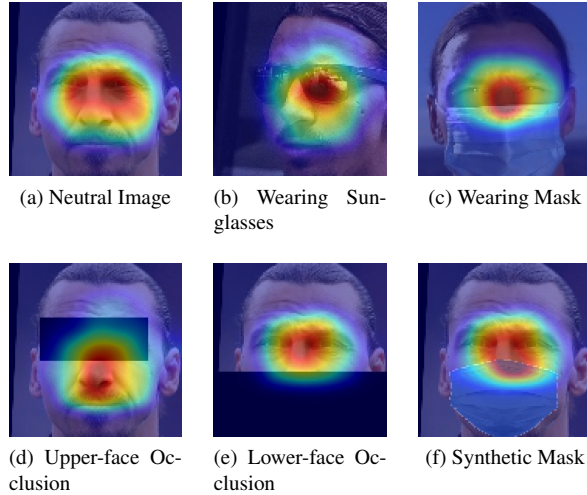 (a) Neutral Image
(b) Wearing Sun-
glasses
(c) Wearing Mask
(d) Upper-face Oc-
clusion
(e) Lower-face Oc-
clusion
(f) Synthetic Mask